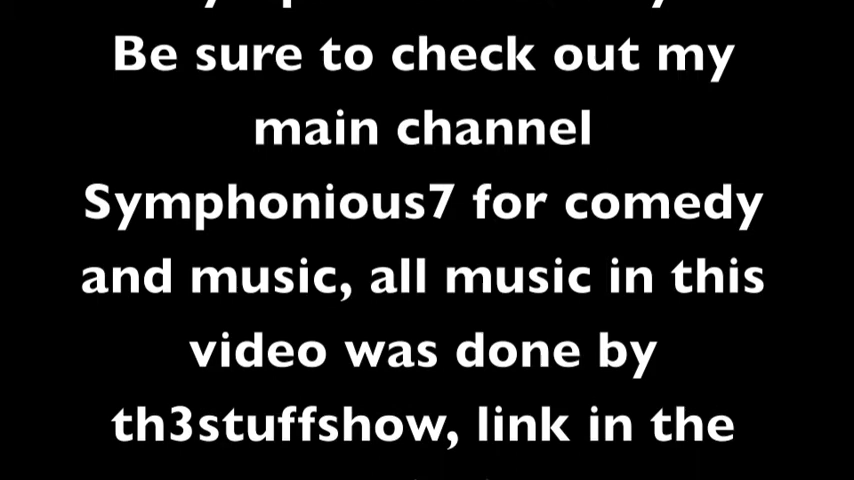 Be sure to check out my
main channel
Symphonious7 for comedy
and music, all music in this
video was done by
th3stuffshow, link in the